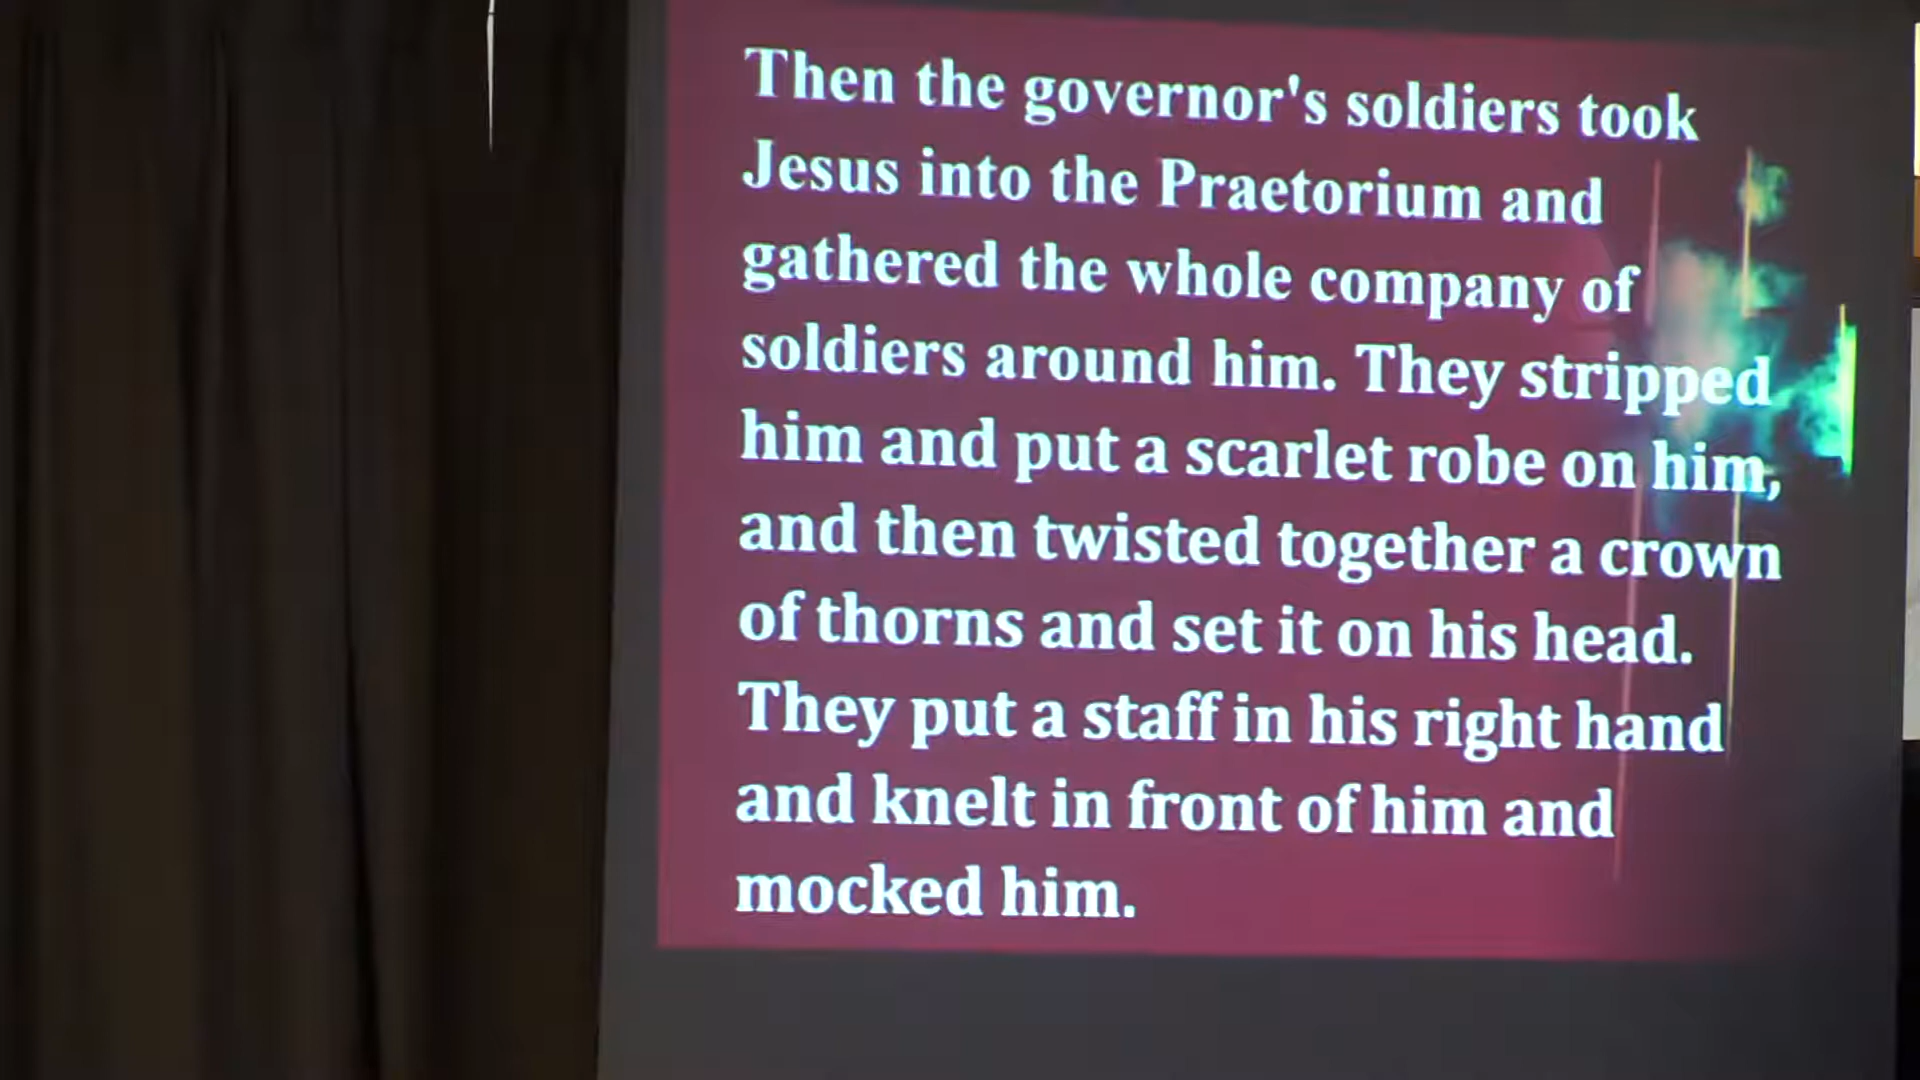 Then the governor's soldiers took
Jesus into the Praetorium and
gathered the whole company of
soldiers around him. They stripped
him and put a scarlet robe on him,
and then twisted together a crown
of thorns and set it on his head.
They put a staff in his right hand
and knelt in front of him and
mocked him.